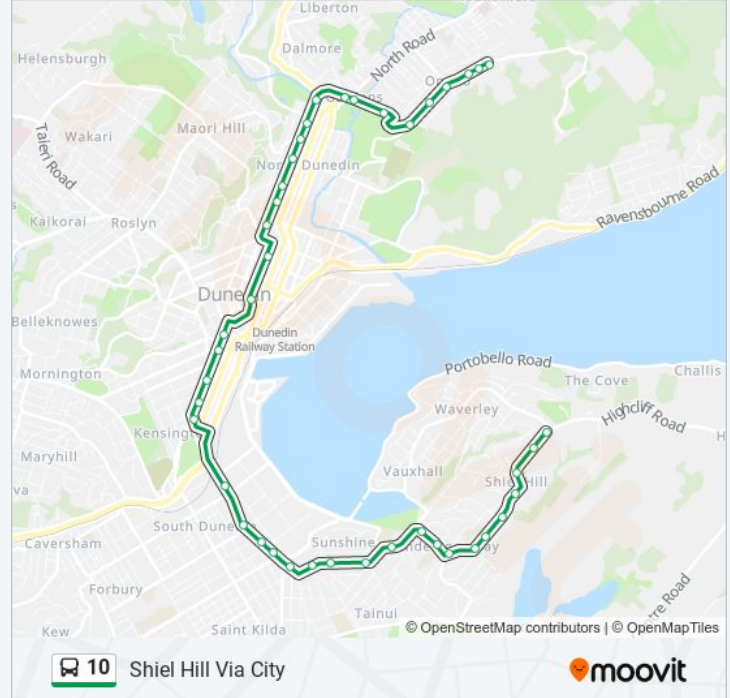 Liberton
Dalmore
North Road
Helensburgh
Maori Hill
Wakari
Taieri Road
Dunedin
Ravensbourne Road
Kaikorai
Roslyn
Dunedin
Belleknowes
Dunedin
Railway Station
Portobello Road
Mornington
The Cove
Challis
Waverley
Highcliff Road
Kensington
Maryhill
Vauxhall
Shiel Hill
South Dunedin
Sunshine
Caversham
Forbury
Tainui
Kew
Saint Kilda
© OpenStreetMap contributors | © OpenMapTiles
10 Shiel Hill Via City
moovit